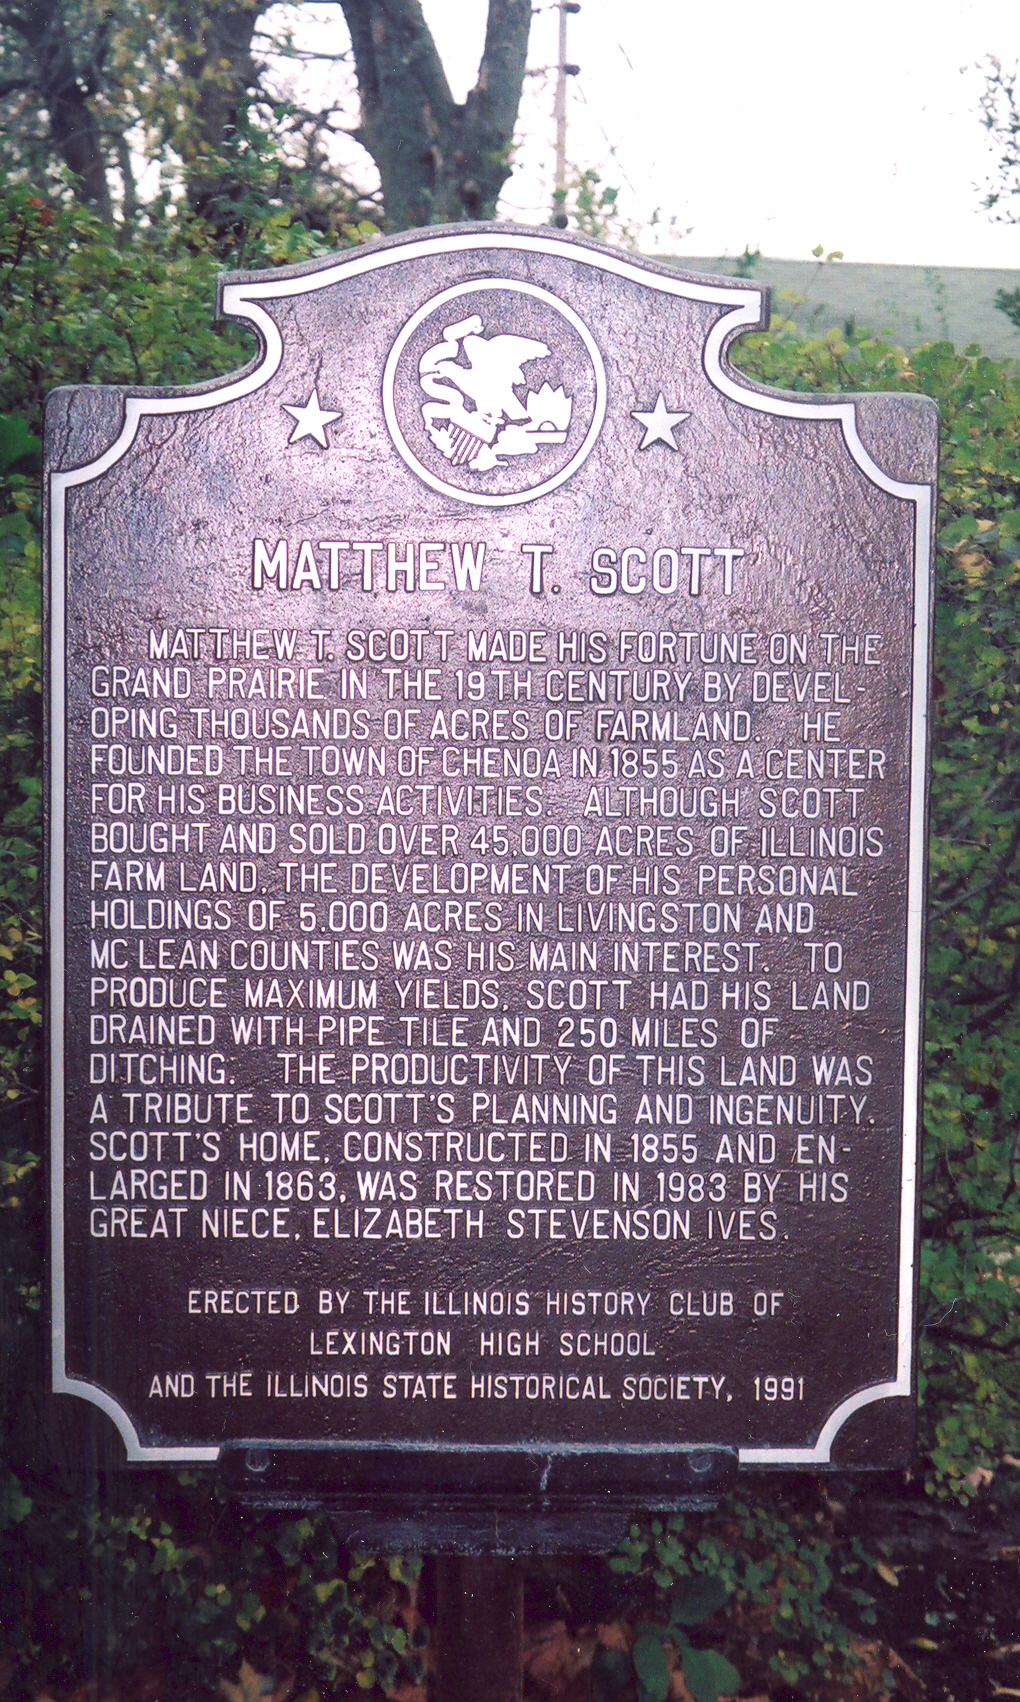 MATTHEW T. SCOTT
MATTHEW T. SCOTT MADE HIS FORTUNE ON THE
GRAND PRAIRIE IN THE 19TH CENTURY BY DEVEL-
OPING THOUSANDS OF ACRES OF FARMLAND. HE
FOUNDED THE TOWN OF CHENOA IN 1855 AS A CENTER
FOR HIS BUSINESS ACTIVITIES. ALTHOUGH SCOTT
BOUGHT AND SOLD OVER 45,000 ACRES OF ILLINOIS
FARM LAND, THE DEVELOPMENT OF HIS PERSONAL
HOLDINGS OF 5,000 ACRES IN LIVINGSTON AND
MC LEAN COUNTIES WAS HIS MAIN INTEREST. TO
PRODUCE MAXIMUM YIELDS, SCOTT HAD HIS LAND
DRAINED WITH PIPE TILE AND 250 MILES OF
DITCHING. THE PRODUCTIVITY OF THIS LAND WAS
A TRIBUTE TO SCOTT'S PLANNING AND INGENUITY.
SCOTT'S HOME, CONSTRUCTED IN 1855 AND EN-
LARGED IN 1863, WAS RESTORED IN 1983 BY HIS
GREAT NIECE, ELIZABETH STEVENSON IVES.
ERECTED BY THE ILLINOIS HISTORY CLUB OF
LEXINGTON HIGH SCHOOL
AND THE ILLINOIS STATE HISTORICAL SOCIETY, 1991